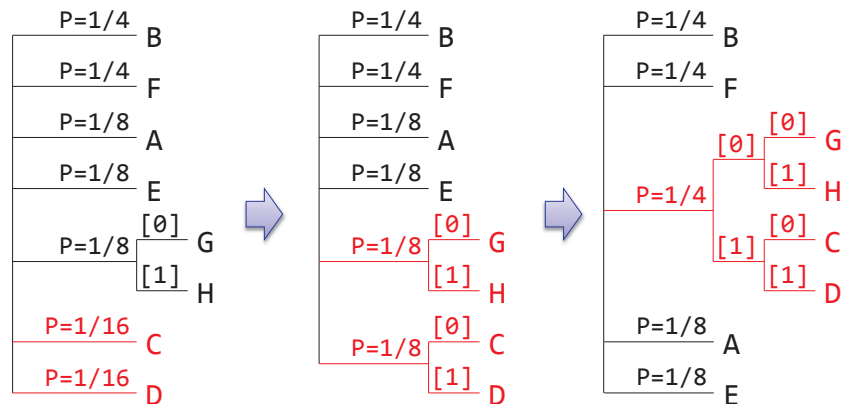 P=1/4 B
P=1/4 F
P=1/8 A
P=1/8 E
P=1/8 [0] G
[1] H
P=1/16 C
P=1/16 D
P=1/4 B
P=1/4 F
P=1/8 A
P=1/8 E
P=1/8 [0] G
[1] H
P=1/8 [0] C
[1] D
P=1/4 B
P=1/4 F
P=1/4 [0] [0] G
[1] H
[1] [0] C
[1] D
P=1/8 A
P=1/8 E